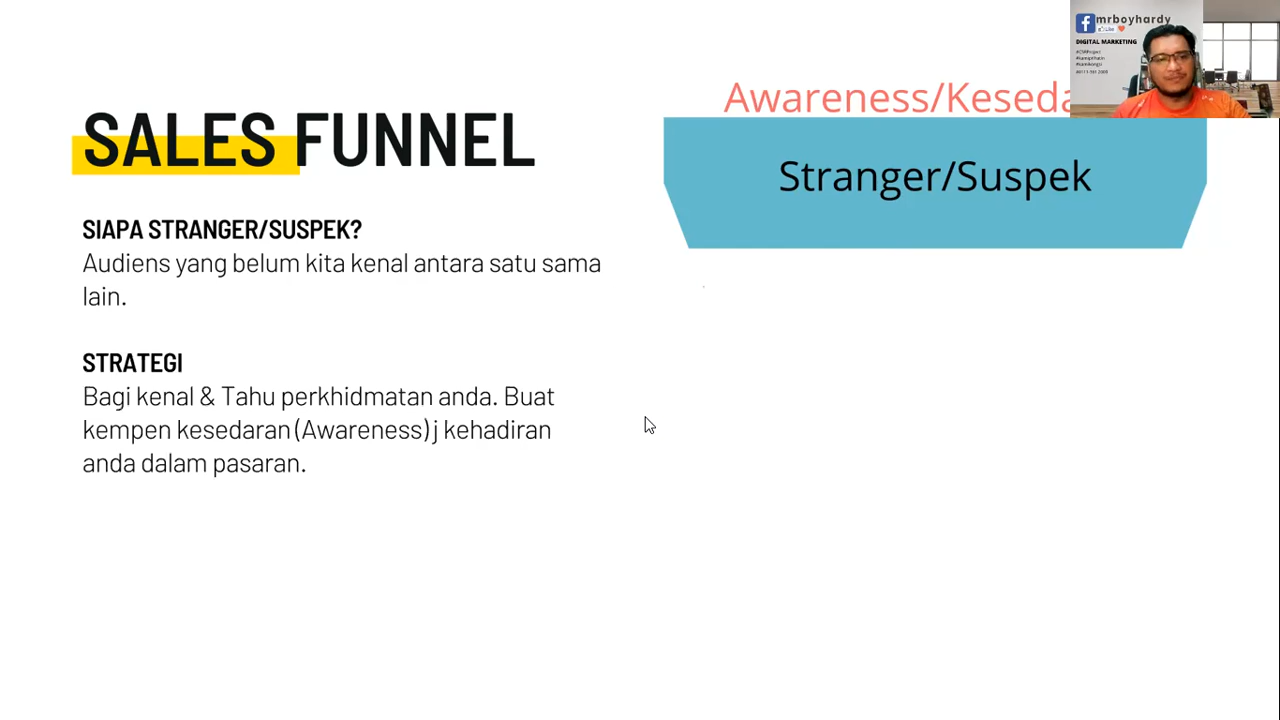 mrboyhardy
Like
DIGITAL MARKETING
Awareness/Keseda
SALES FUNNEL
Stranger/Suspek
SIAPA STRANGER/SUSPEK?
Audiens yang belum kita kenal antara satu sama
lain.
STRATEGI
Bagi kenal & Tahu perkhidmatan anda. Buat
kempen kesedaran (Awareness) j kehadiran
anda dalam pasaran.